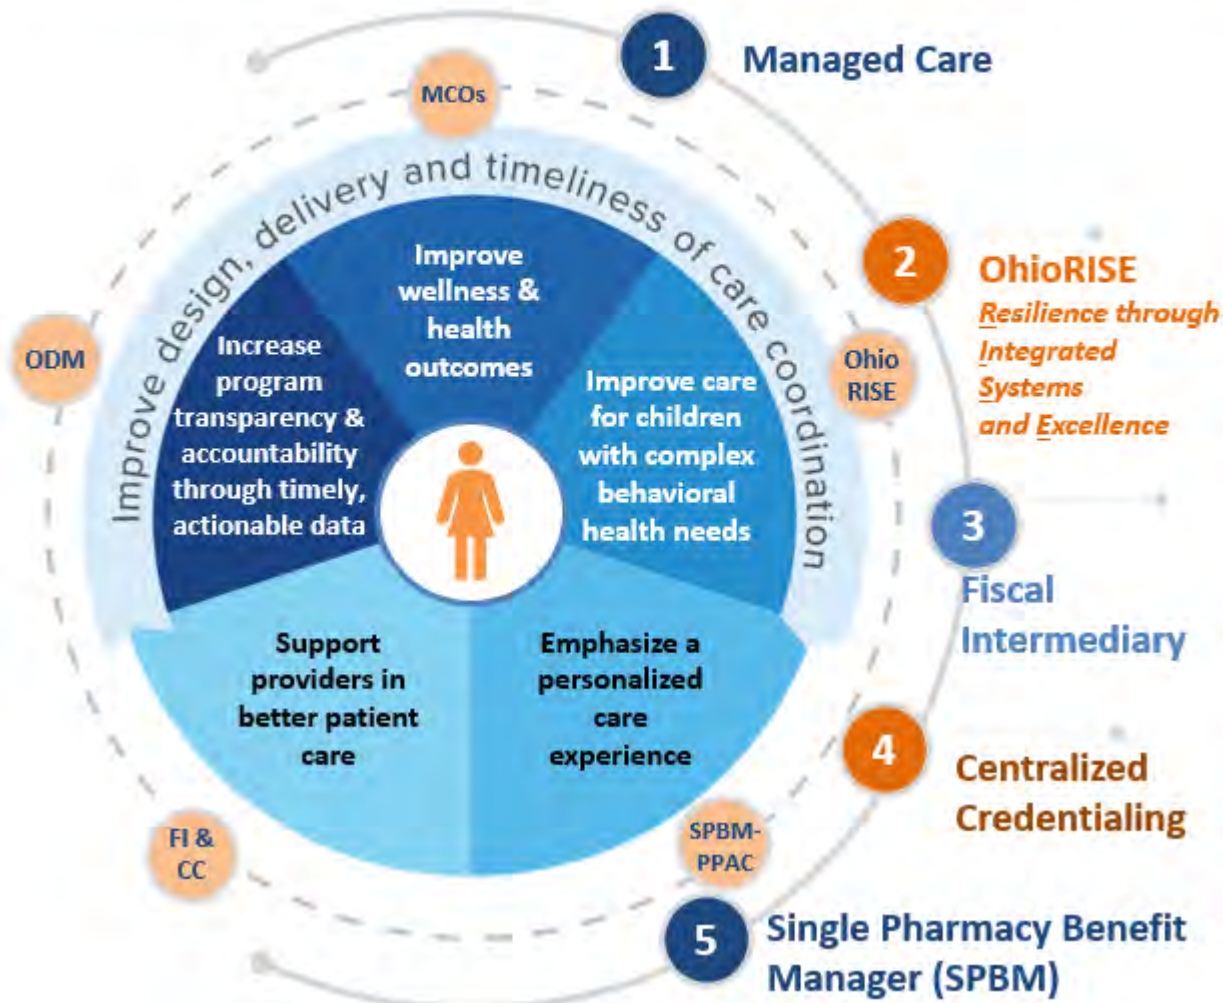 1
Managed Care
MCOs
Improve design, delivery and timeliness of care coordination
Improve
wellness &
health
outcomes
2
OhioRISE
Resilience through
Integrated
Systems
and Excellence
ODM
Increase
program
transparency &
accountability
through timely,
actionable data
Ohio
RISE
Improve care
for children
with complex
behavioral
health needs
3
Fiscal
Intermediary
Support
providers in
better patient
care
Emphasize a
personalized
care
experience
4
Centralized
Credentialing
FI &
CC
SPBM-
PPAC
5
Single Pharmacy Benefit
Manager (SPBM)